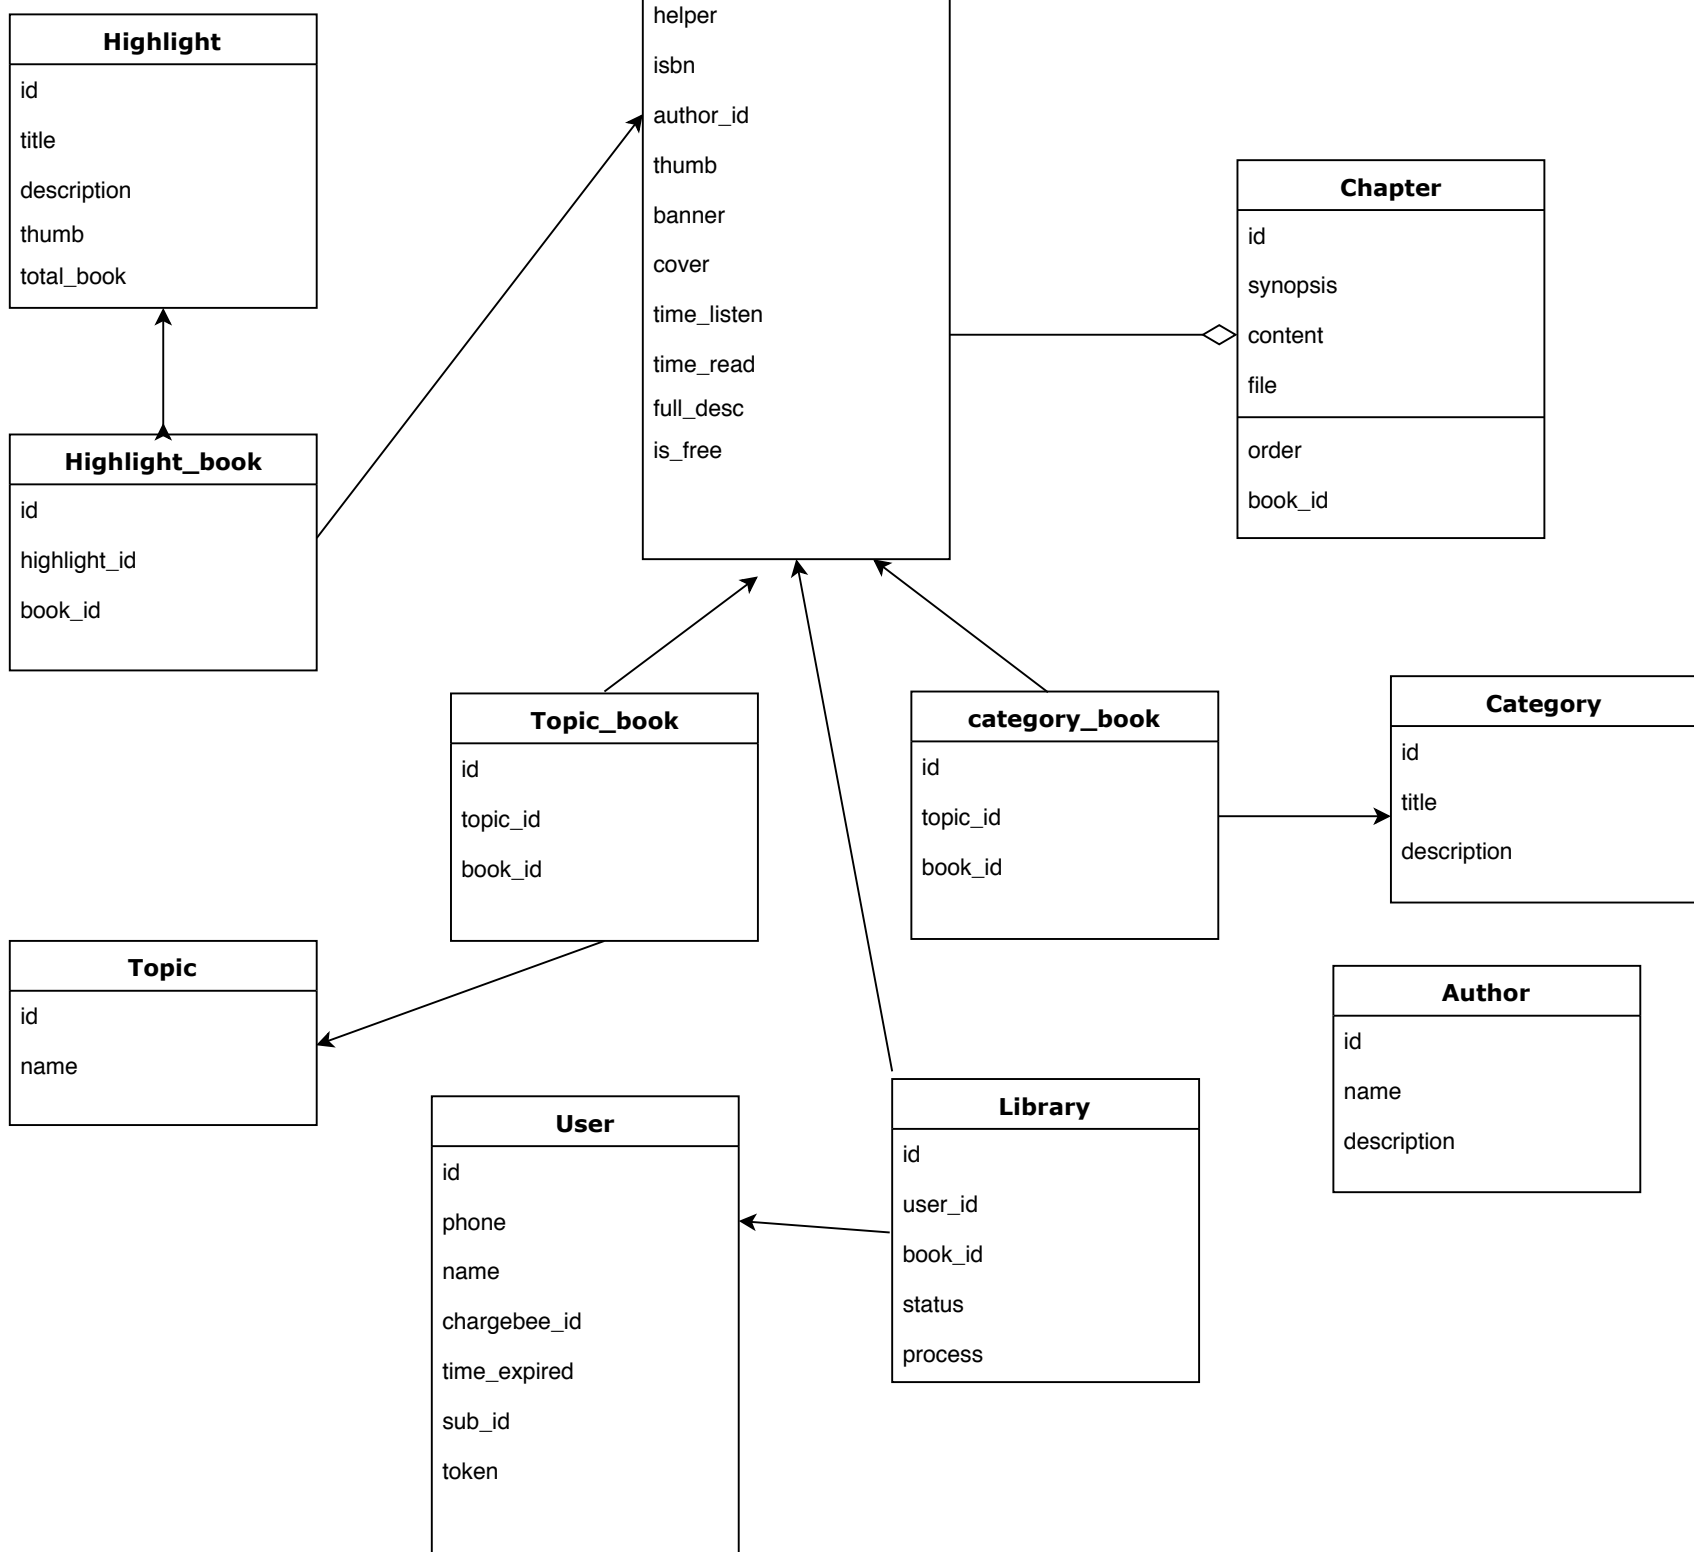 Highlight
id
title
description
thumb
total_book
helper
isbn
author_id
thumb
banner
cover
time_listen
time_read
full_desc
is_free
Chapter
id
synopsis
content
file
order
book_id
Highlight_book
id
highlight_id
book_id
Topic_book
id
topic_id
book_id
category_book
id
topic_id
book_id
Category
id
title
description
Topic
id
name
User
id
phone
name
chargebee_id
time_expired
sub_id
token
Library
id
user_id
book_id
status
process
Author
id
name
description